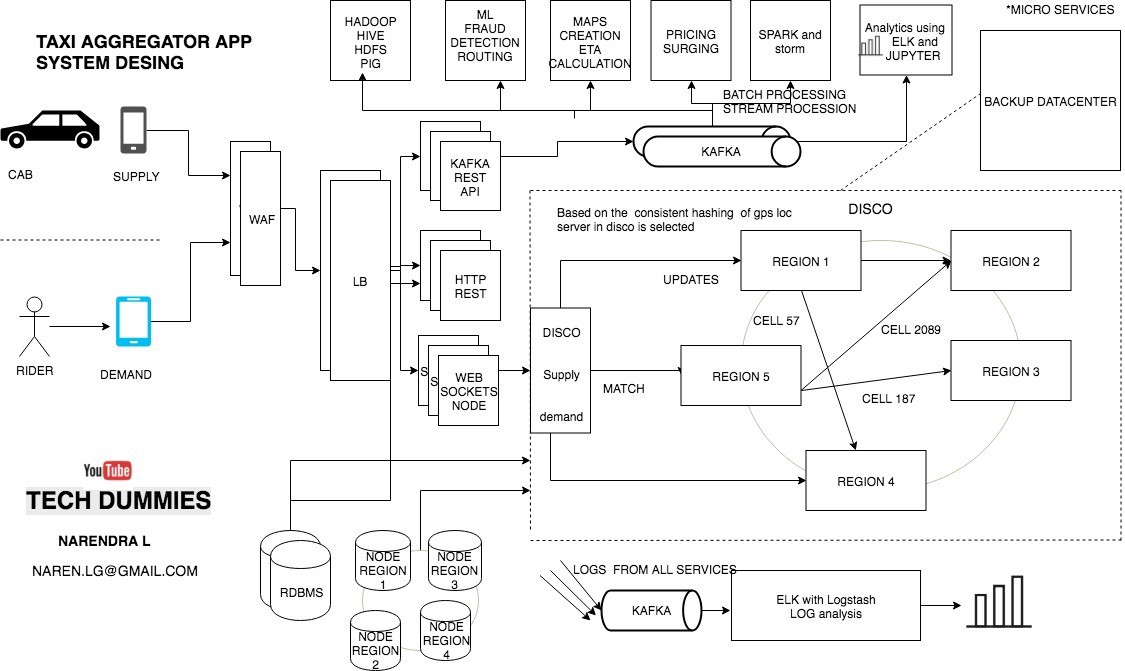 *MICRO SERVICES
TAXI AGGREGATOR APP
SYSTEM DESING
HADOOP
HIVE
HDFS
PIG
ML
FRAUD
DETECTION
ROUTING
MAPS
CREATION
ETA
CALCULATION
PRICING
SURGING
SPARK and
storm
Analytics using
ELK and
JUPYTER
BACKUP DATACENTER
BATCH PROCESSING
STREAM PROCESSION
CAB
SUPPLY
WAF
LB
KAFKA
REST
API
KAFKA
Based on the consistent hashing of gps loc
server in disco is selected
DISCO
HTTP
REST
UPDATES
REGION 1
REGION 2
CELL 57
CELL 2089
DISCO
Supply
demand
RIDER
DEMAND
S
S
WEB
SOCKETS
NODE
MATCH
REGION 5
REGION 3
CELL 187
REGION 4
YouTube
TECH DUMMIES
NARENDRA L
NAREN.LG@GMAIL.COM
RDBMS
NODE
REGION
1
NODE
REGION
3
NODE
REGION
2
NODE
REGION
4
LOGS FROM ALL SERVICES
KAFKA
ELK with Logstash
LOG analysis